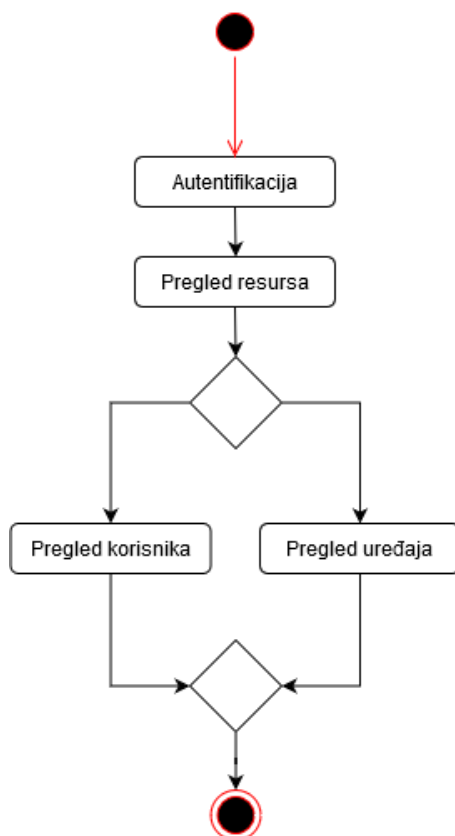 Autentifikacija
Pregled resursa
Pregled korisnika
Pregled uređaja